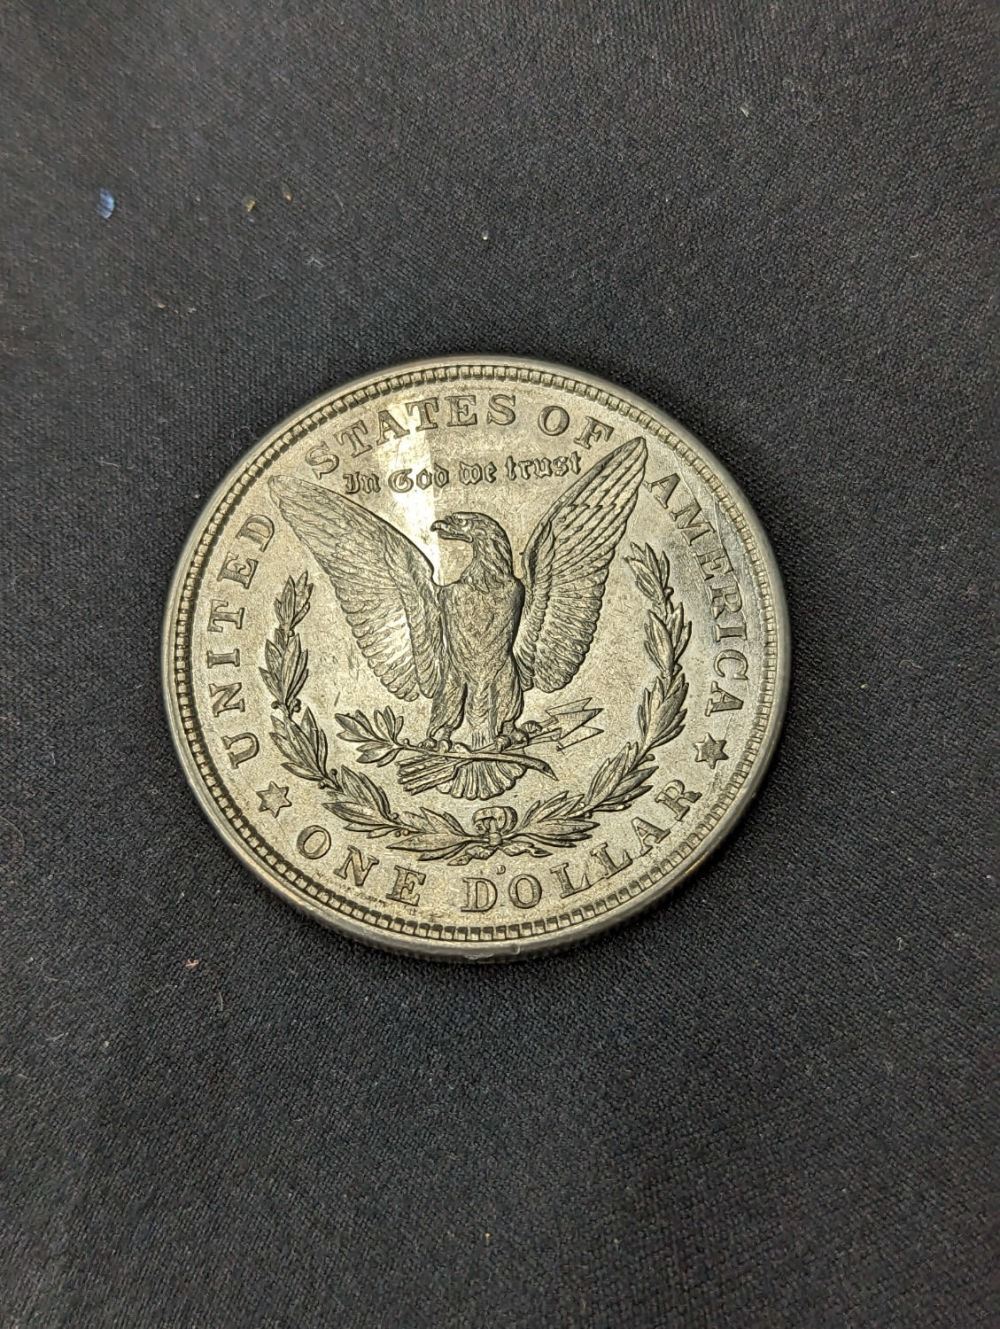 UNITED STATES OF AMERICA
In God we trust
ONE DOLLAR